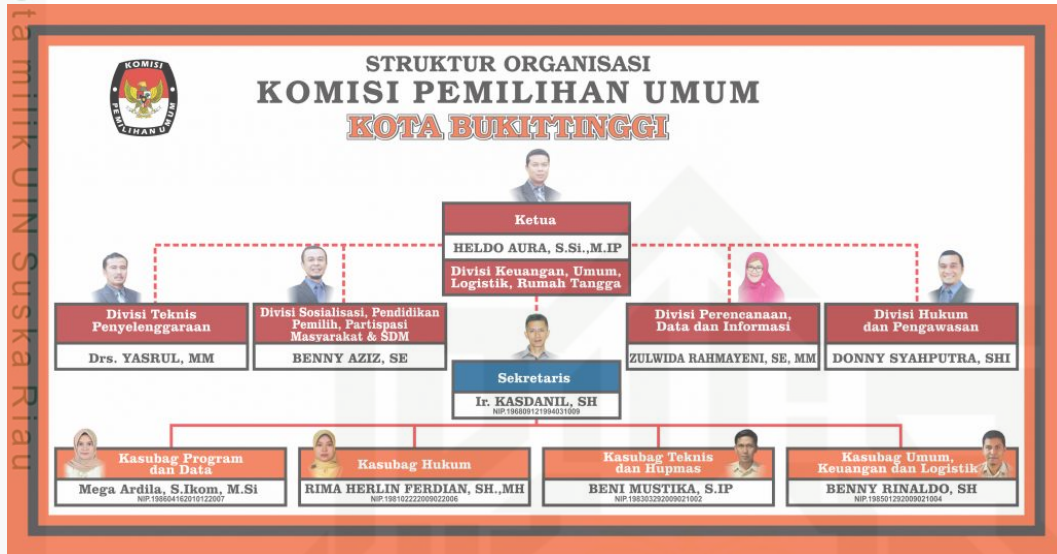 KOMISI
PEMILIHAN UMUM
STRUKTUR ORGANISASI
KOMISI PEMILIHAN UMUM
KOTA BUKITTINGGI
Ketua
HELDO AURA, S.Si.,M.IP
Divisi Keuangan, Umum,
Logistik, Rumah Tangga
Divisi Teknis
Penyelenggaraan
Drs. YASRUL, MM
Divisi Sosialisasi, Pendidikan
Pemilih, Partispasi
Masyarakat & SDM
BENNY AZIZ, SE
Divisi Perencanaan,
Data dan Informasi
ZULWIDA RAHMAYENI, SE, MM
Divisi Hukum
dan Pengawasan
DONNY SYAHPUTRA, SHI
Sekretaris
Ir. KASDANIL, SH
NIP.196809121994031009
Kasubag Program
dan Data
Mega Ardila, S.Ikom, M.Si
NIP.198604162010122007
Kasubag Hukum
RIMA HERLIN FERDIAN, SH.,MH
NIP.198102222009022006
Kasubag Teknis
dan Hupmas
BENI MUSTIKA, S.IP
NIP.198303292009021002
Kasubag Umum,
Keuangan dan Logistik
BENNY RINALDO, SH
NIP.198501292009021004
ta milik UIN Suska Riau